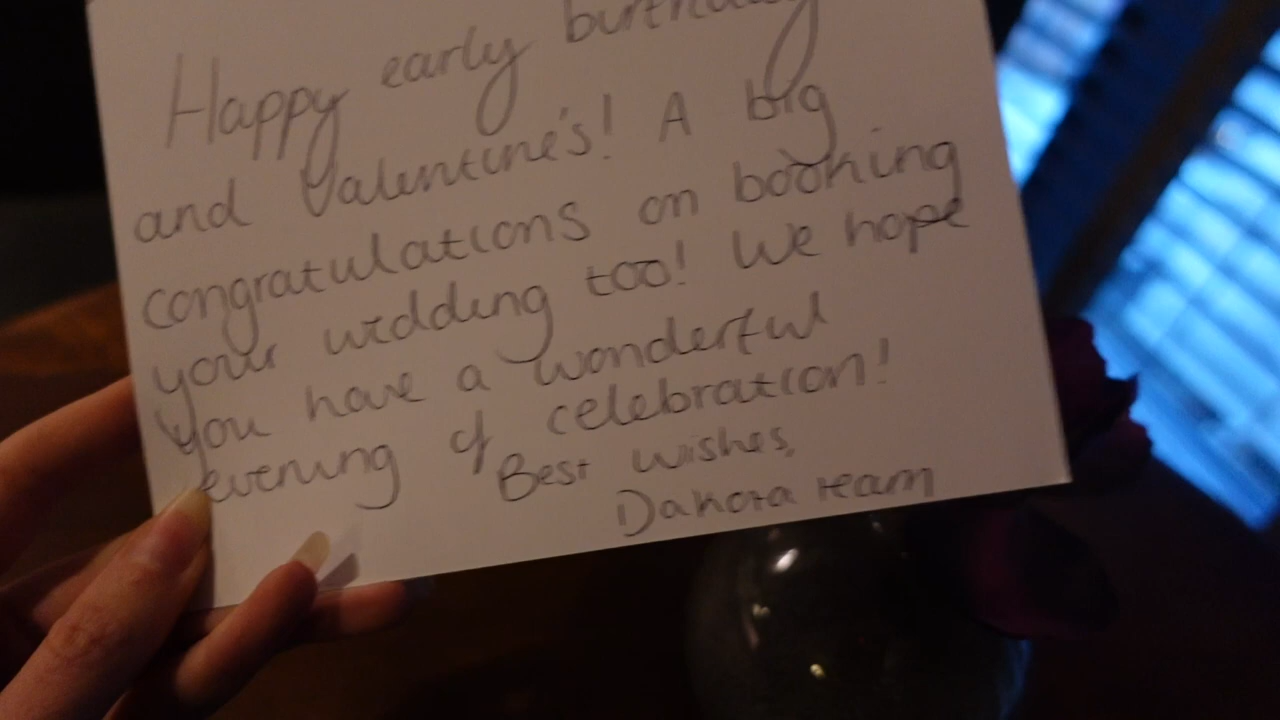 Happy early birthday
and Valentine's! A big
congratulations on booking
your wedding too! We hope
you have a wonderful
evening of celebration!
Best wishes,
Dakota team